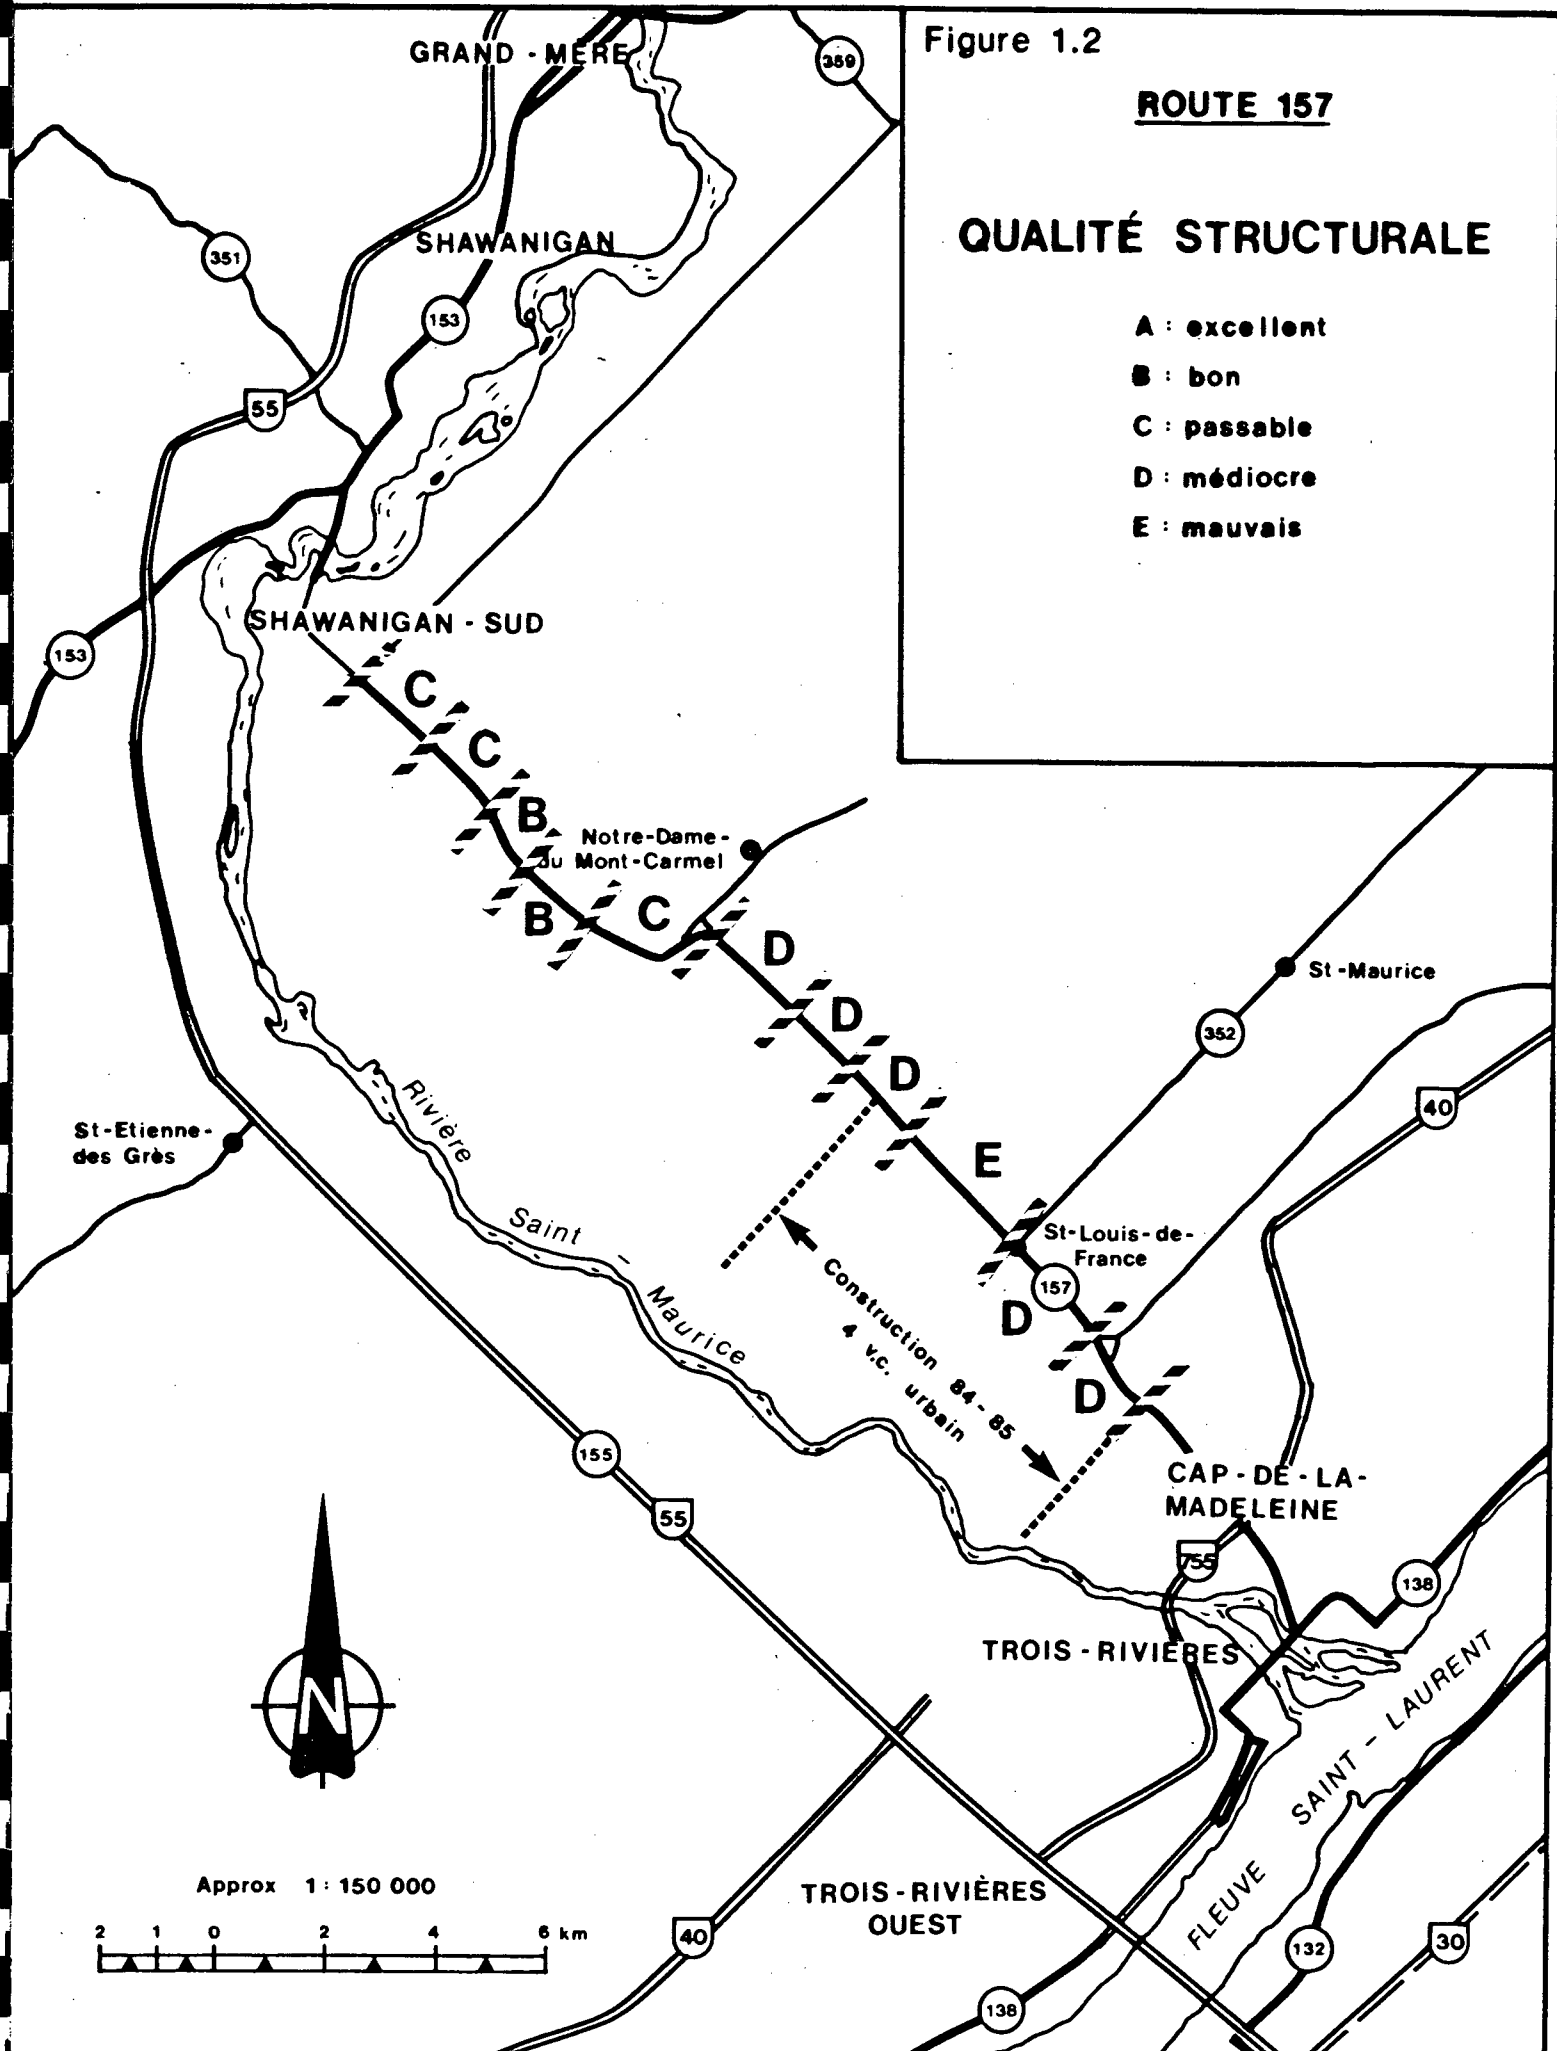 Figure 1.2
ROUTE 157
QUALITÉ STRUCTURALE
A : excellent
B : bon
C : passable
D : médiocre
E : mauvais
GRAND - MÈRE
359
351
SHAWANIGAN
153
55
SHAWANIGAN - SUD
153
C
C
B
Notre-Dame-
du Mont-Carmel
B
C
D
D
D
E
St-Maurice
352
40
St-Etienne-
des Grès
Rivière
Saint - Maurice
St-Louis-de-
France
157
D
D
Construction 84-85
4 v.c. urbain
155
55
CAP - DE - LA -
MADELEINE
755
138
TROIS - RIVIÈRES
FLEUVE SAINT - LAURENT
N
Approx 1 : 150 000
2 1 0 2 4 6 km
TROIS - RIVIÈRES
OUEST
40
138
132
30